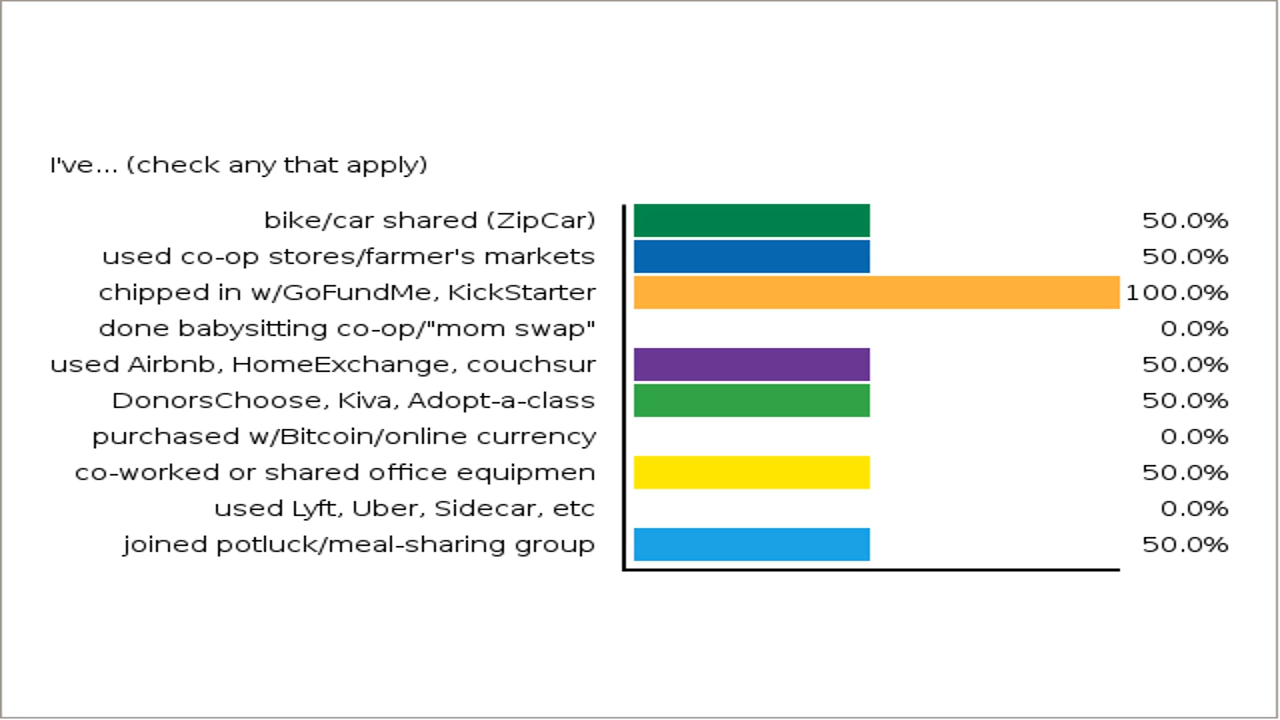 I've... (check any that apply)
bike/car shared (ZipCar) 50.0%
used co-op stores/farmer's markets 50.0%
chipped in w/GoFundMe, KickStarter 100.0%
done babysitting co-op/"mom swap" 0.0%
used Airbnb, HomeExchange, couchsur 50.0%
DonorsChoose, Kiva, Adopt-a-class 50.0%
purchased w/Bitcoin/online currency 0.0%
co-worked or shared office equipmen 50.0%
used Lyft, Uber, Sidecar, etc 0.0%
joined potluck/meal-sharing group 50.0%